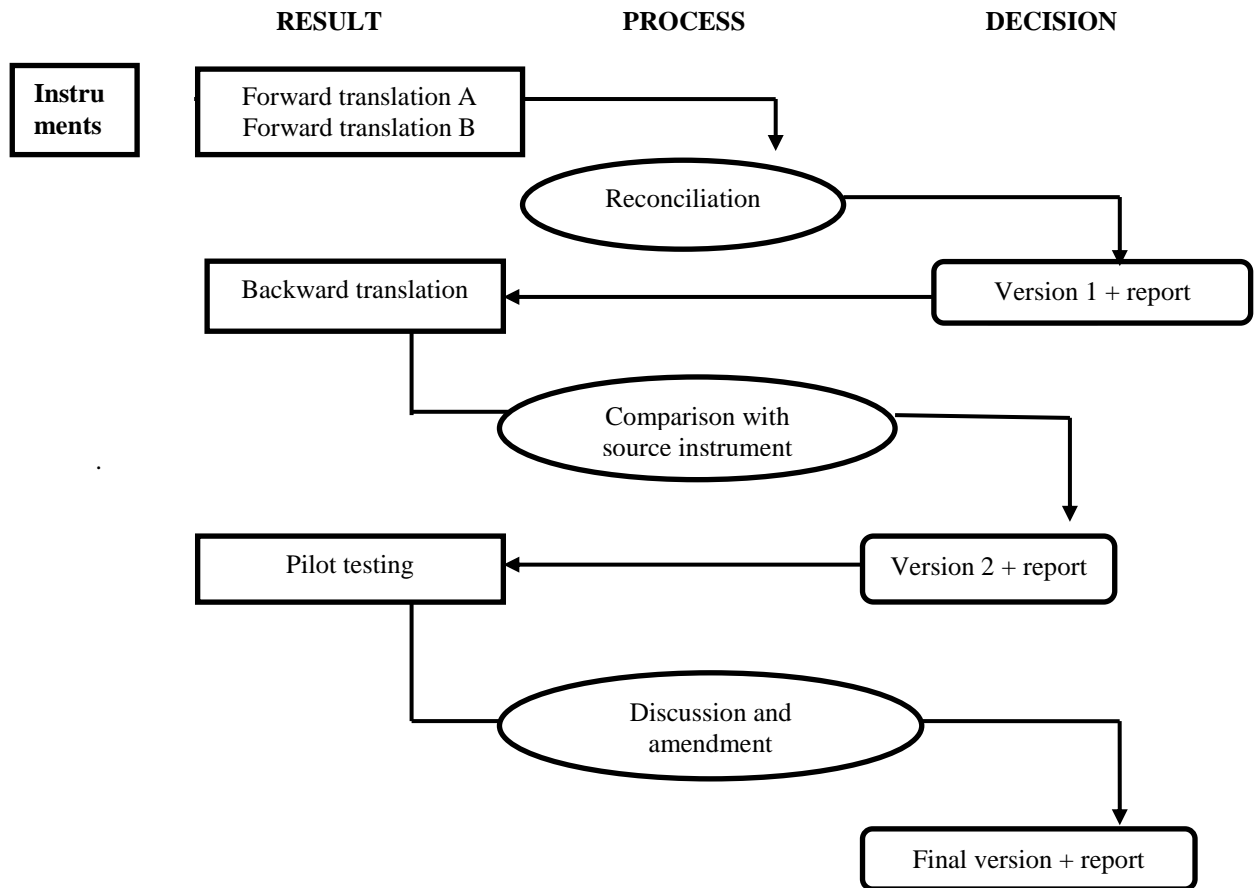 RESULT PROCESS DECISION
Instru
ments
Forward translation A
Forward translation B
Reconciliation
Backward translation
Version 1 + report
Comparison with
source instrument
.
Pilot testing
Version 2 + report
Discussion and
amendment
Final version + report